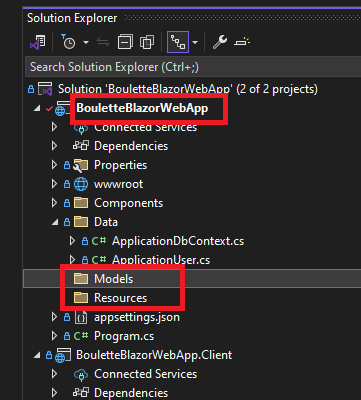 Solution Explorer
Search Solution Explorer (Ctrl+;)
Solution 'BouletteBlazorWebApp' (2 of 2 projects)
BouletteBlazorWebApp
Connected Services
Dependencies
Properties
wwwroot
Components
Data
C# ApplicationDbContext.cs
C# ApplicationUser.cs
Models
Resources
appsettings.json
C# Program.cs
BouletteBlazorWebApp.Client
Connected Services
Dependencies